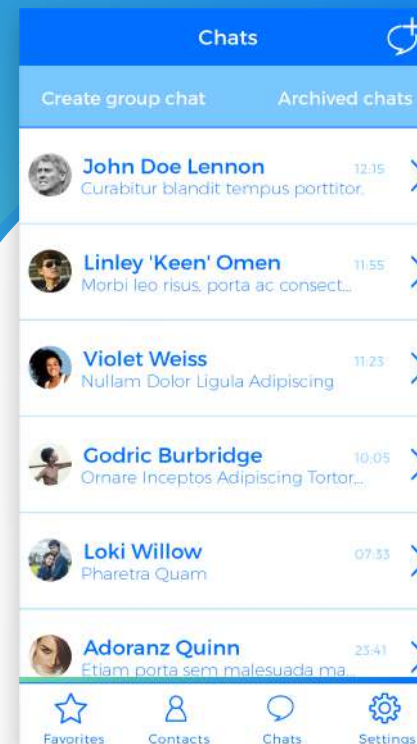 Chats
Create group chat Archived chats
John Doe Lennon 12:15
Curabitur blandit tempus porttitor.
Linley 'Keen' Omen 11:55
Morbi leo risus, porta ac consect...
Violet Weiss 11:23
Nullam Dolor Ligula Adipiscing
Godric Burbridge 10:05
Ornare Inceptos Adipiscing Tortor...
Loki Willow 07:33
Pharetra Quam
Adoranz Quinn 23:41
Etiam porta sem malesuada ma...
Favorites Contacts Chats Settings